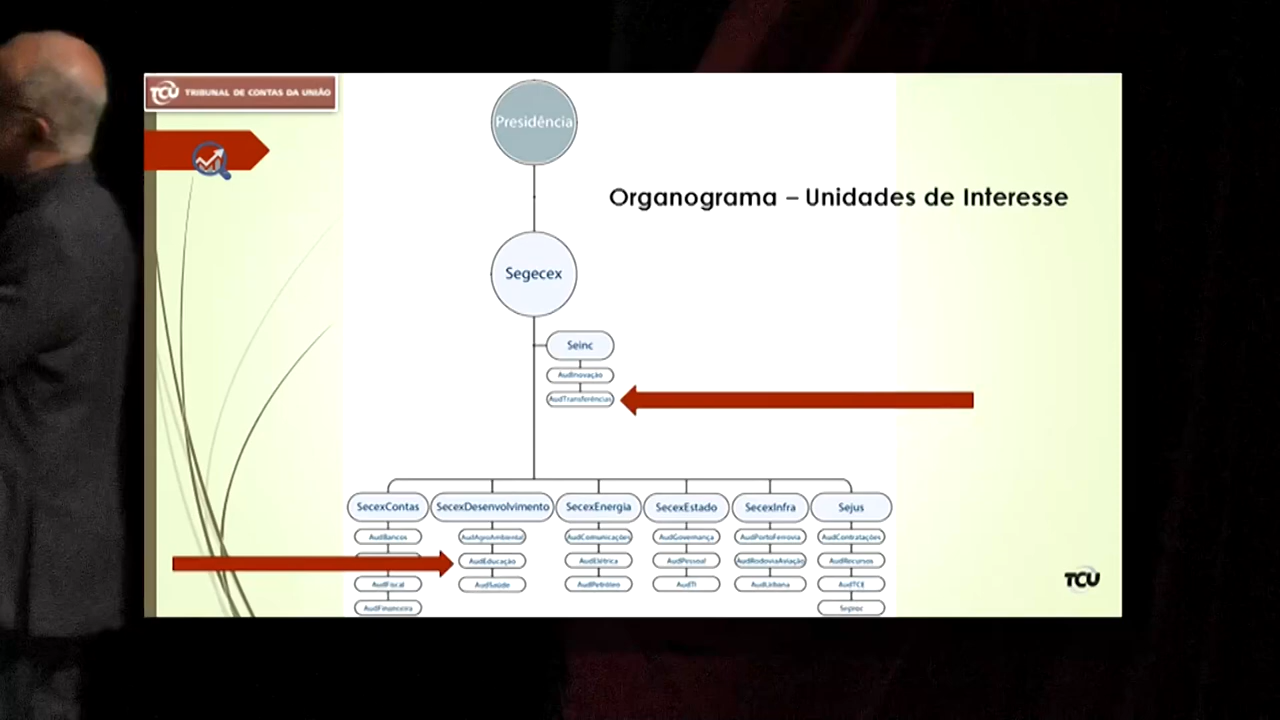 TCU TRIBUNAL DE CONTAS DA UNIÃO
Presidência
Organograma – Unidades de Interesse
Segecex
Seinc
AudInovação
AudTransferências
SecexContas
SecexDesenvolvimento
SecexEnergia
SecexEstado
SecexInfra
Sejus
AudBancos
AudAgroAmbiental
AudComunicações
AudGovernança
AudPortoFerrovia
AudContratações
AudEducação
AudElétrica
AudPessoal
AudRodoviaAviação
AudRecursos
AudFiscal
AudSaúde
AudPetróleo
AudTI
AudUrbana
AudTCE
AudFinanceira
Seproc
TCU